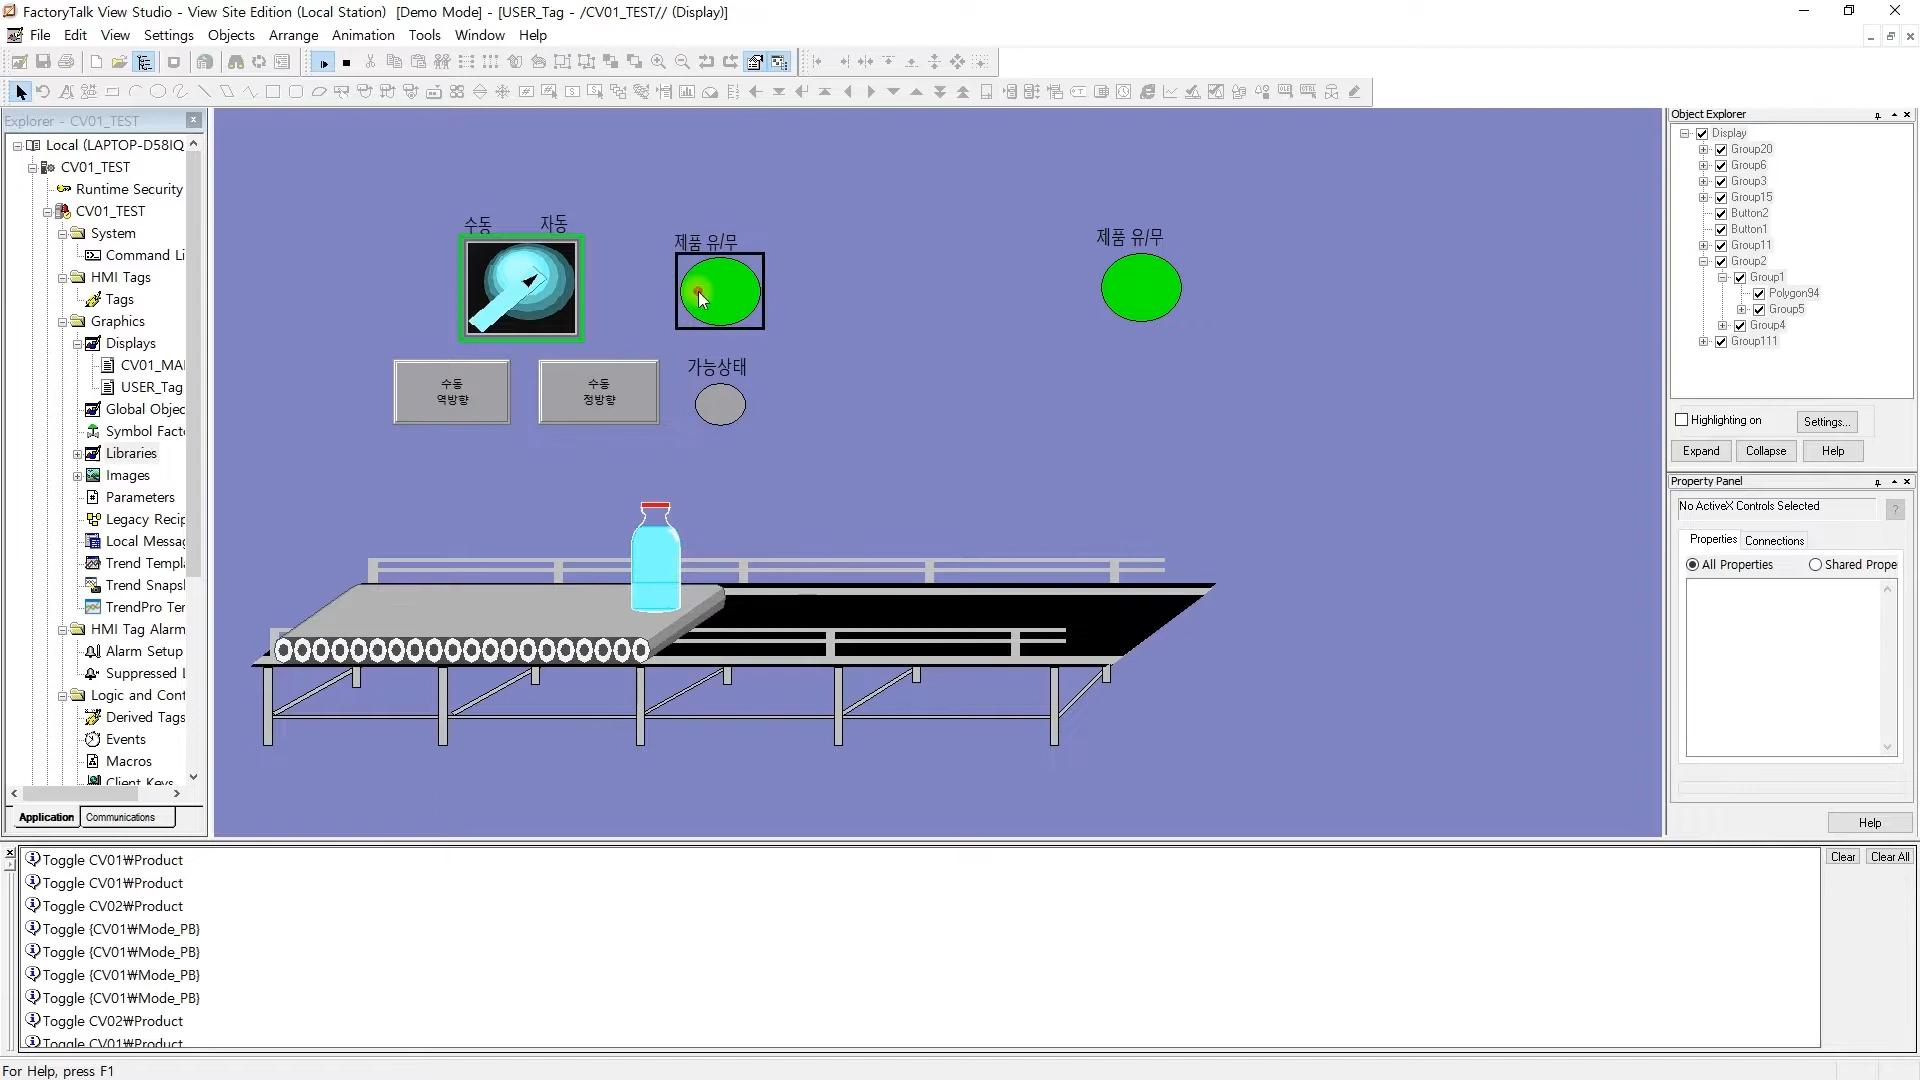 FactoryTalk View Studio - View Site Edition (Local Station)   [Demo Mode] - [USER_Tag - /CV01_TEST// (Display)]
File Edit View Settings Objects Arrange Animation Tools Window Help
Explorer - CV01_TEST
Local (LAPTOP-D58IQ
CV01_TEST
Runtime Security
CV01_TEST
System
Command Li
HMI Tags
Tags
Graphics
Displays
CV01_MAI
USER_Tag
Global Objec
Symbol Facto
Libraries
Images
Parameters
Legacy Recip
Local Messag
Trend Templa
Trend Snaps
TrendPro Ter
HMI Tag Alarm
Alarm Setup
Suppressed L
Logic and Cont
Derived Tags
Events
Macros
Client Keys
Application Communications
수동 자동
제품 유/무
제품 유/무
수동
역방향
수동
정방향
가능상태
Object Explorer
Display
Group20
Group6
Group3
Group15
Button2
Button1
Group11
Group2
Group1
Polygon94
Group5
Group4
Group111
Highlighting on Settings...
Expand Collapse Help
Property Panel
No ActiveX Controls Selected ?
Properties Connections
All Properties Shared Prope
Help
Toggle CV01₩Product
Toggle CV01₩Product
Toggle CV02₩Product
Toggle {CV01₩Mode_PB}
Toggle {CV01₩Mode_PB}
Toggle {CV01₩Mode_PB}
Toggle {CV01₩Mode_PB}
Toggle CV02₩Product
Toggle CV01₩Product
Clear Clear All
For Help, press F1